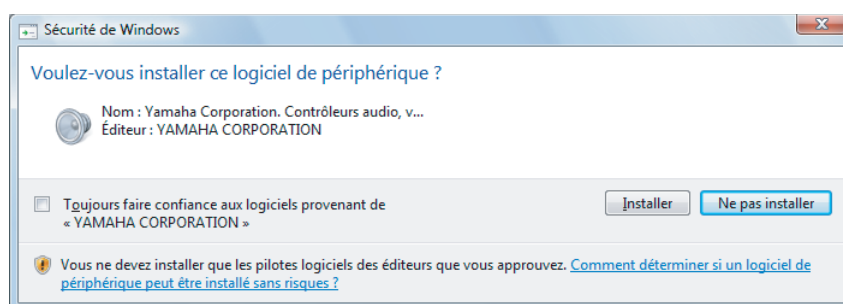 Sécurité de Windows
Voulez-vous installer ce logiciel de périphérique ?
Nom : Yamaha Corporation. Contrôleurs audio, v...
Éditeur : YAMAHA CORPORATION
Toujours faire confiance aux logiciels provenant de
« YAMAHA CORPORATION »
Installer
Ne pas installer
Vous ne devez installer que les pilotes logiciels des éditeurs que vous approuvez. Comment déterminer si un logiciel de
périphérique peut être installé sans risques ?